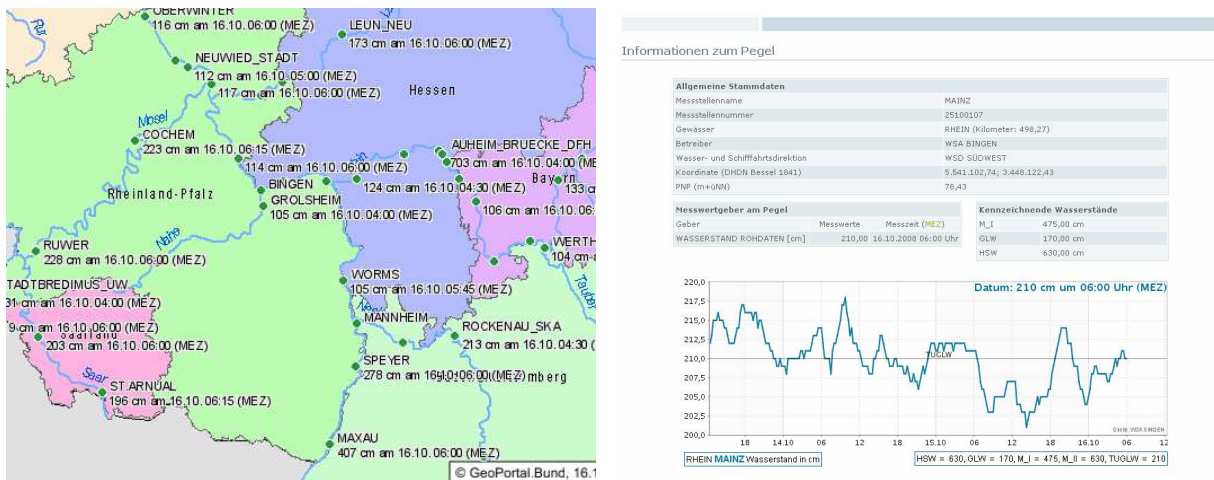 OBERWINTER
116 cm am 16.10. 06:00 (MEZ)
LEUN_NEU
173 cm am 16.10. 06:00 (MEZ)
NEUWIED_STADT
112 cm am 16.10. 05:00 (MEZ)
117 cm am 16.10. 06:00 (MEZ)
Hessen
Mosel
COCHEM
223 cm am 16.10. 06:15 (MEZ)
AUHEIM_BRUECKE_DFH
703 cm am 16.10. 04:00 (ME
114 cm am 16.10. 06:00 (MEZ)
BINGEN
124 cm am 16.10. 04:30 (MEZ)
Bayern
133 c
Rheinland-Pfalz
GROLSHEIM
105 cm am 16.10. 04:00 (MEZ)
106 cm am 16.10. 06:
Nahe
RUWER
228 cm am 16.10. 06:00 (MEZ)
WERTH
104 cm a
TADTBREDIMUS_UW
31 cm am 16.10. 04:00 (MEZ)
WORMS
105 cm am 16.10. 05:45 (MEZ)
Tauber
MANNHEIM
9 cm am 16.10. 06:00 (MEZ)
Saarland
203 cm am 16.10. 06:00 (MEZ)
ROCKENAU_SKA
213 cm am 16.10. 04:30 (
SPEYER
278 cm am 16.10. 06:00 (MEZ)
Saar
ST.ARNUAL
196 cm am 16.10. 06:15 (MEZ)
MAXAU
407 cm am 16.10. 06:00 (MEZ)
© GeoPortal.Bund, 16.1
Informationen zum Pegel
Allgemeine Stammdaten
Messstellenname MAINZ
Messstellennummer 25100107
Gewässer RHEIN (Kilometer: 498,27)
Betreiber WSA BINGEN
Wasser- und Schifffahrtsdirektion WSD SÜDWEST
Koordinate (DHDN Bessel 1841) 5.541.102,74; 3.448.122,43
PNP (m+üNN) 78,43
Messwertgeber am Pegel
Geber Messwerte Messzeit (MEZ)
WASSERSTAND ROHDATEN [cm] 210,00 16.10.2008 06:00 Uhr
Kennzeichnende Wasserstände
M_I 475,00 cm
GLW 170,00 cm
HSW 630,00 cm
Datum: 210 cm um 06:00 Uhr (MEZ)
220,0
217,5
215,0
212,5
210,0
207,5
205,0
202,5
200,0
TUGLW
Quelle: WSA BINGEN
18 14.10 06 12 18 15.10 06 12 18 16.10 06 12
RHEIN MAINZ Wasserstand in cm
HSW = 630, GLW = 170, M_I = 475, M_II = 630, TUGLW = 210